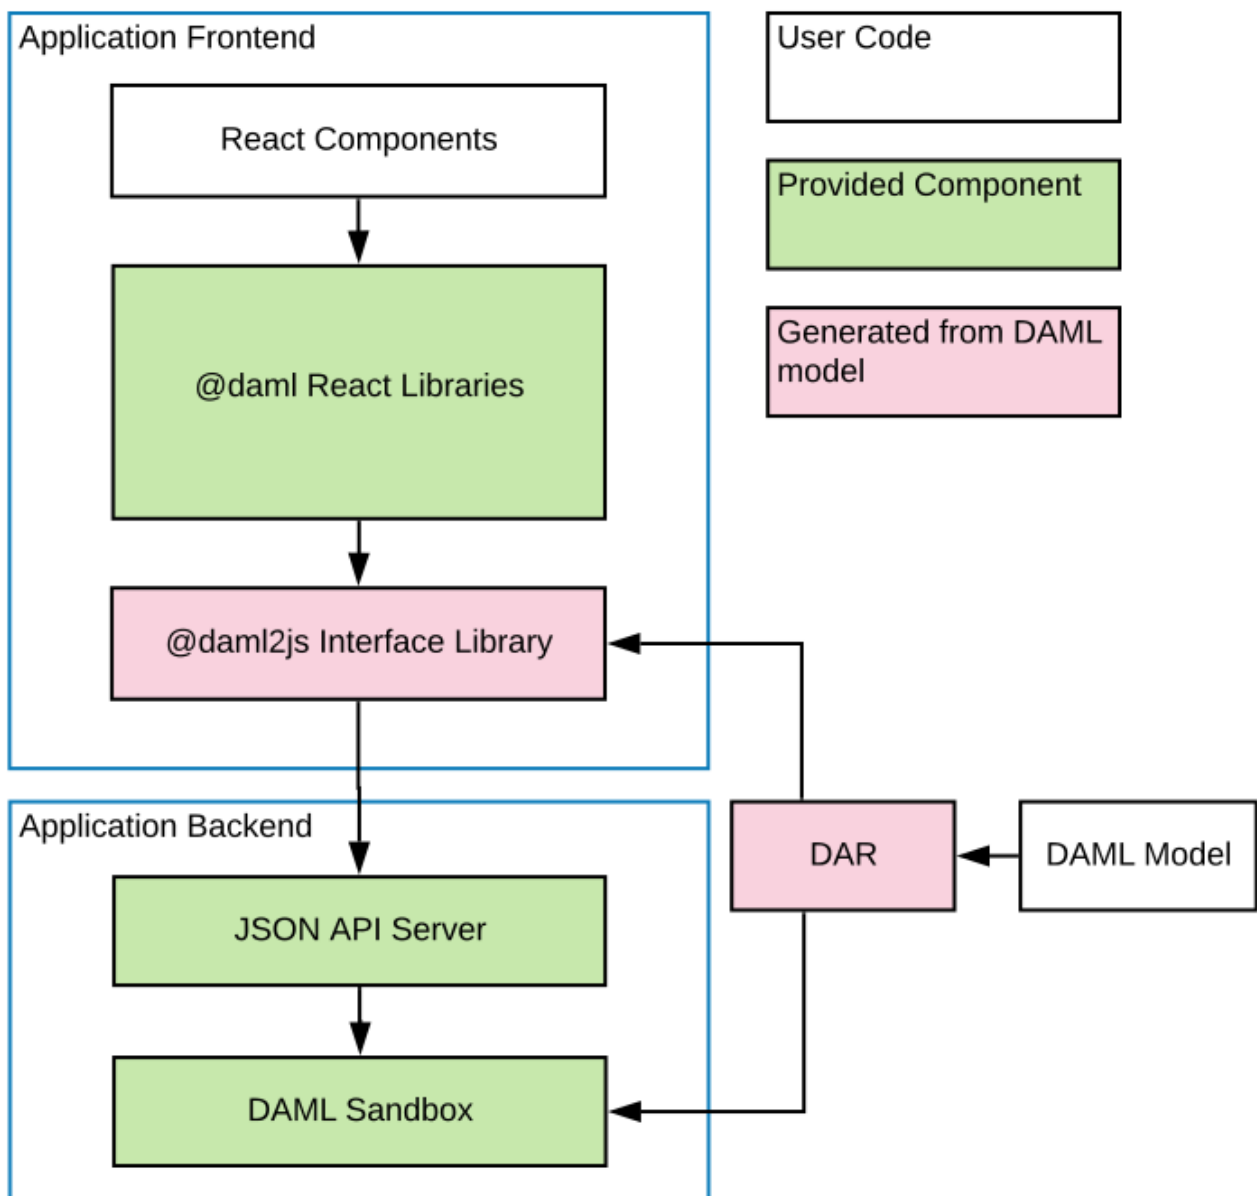 Application Frontend
React Components
@daml React Libraries
@daml2js Interface Library
User Code
Provided Component
Generated from DAML
model
Application Backend
JSON API Server
DAML Sandbox
DAR
DAML Model